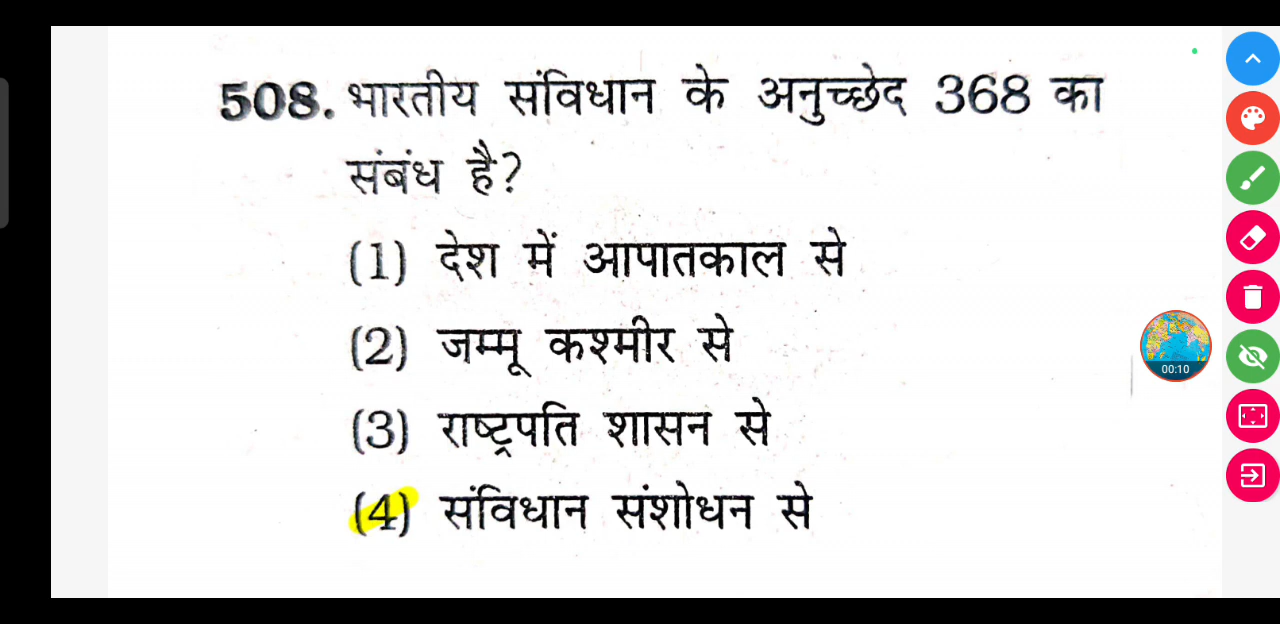 508. भारतीय संविधान के अनुच्छेद 368 का
संबंध है?
(1) देश में आपातकाल से
(2) जम्मू कश्मीर से
(3) राष्ट्रपति शासन से
(4) संविधान संशोधन से
00:10